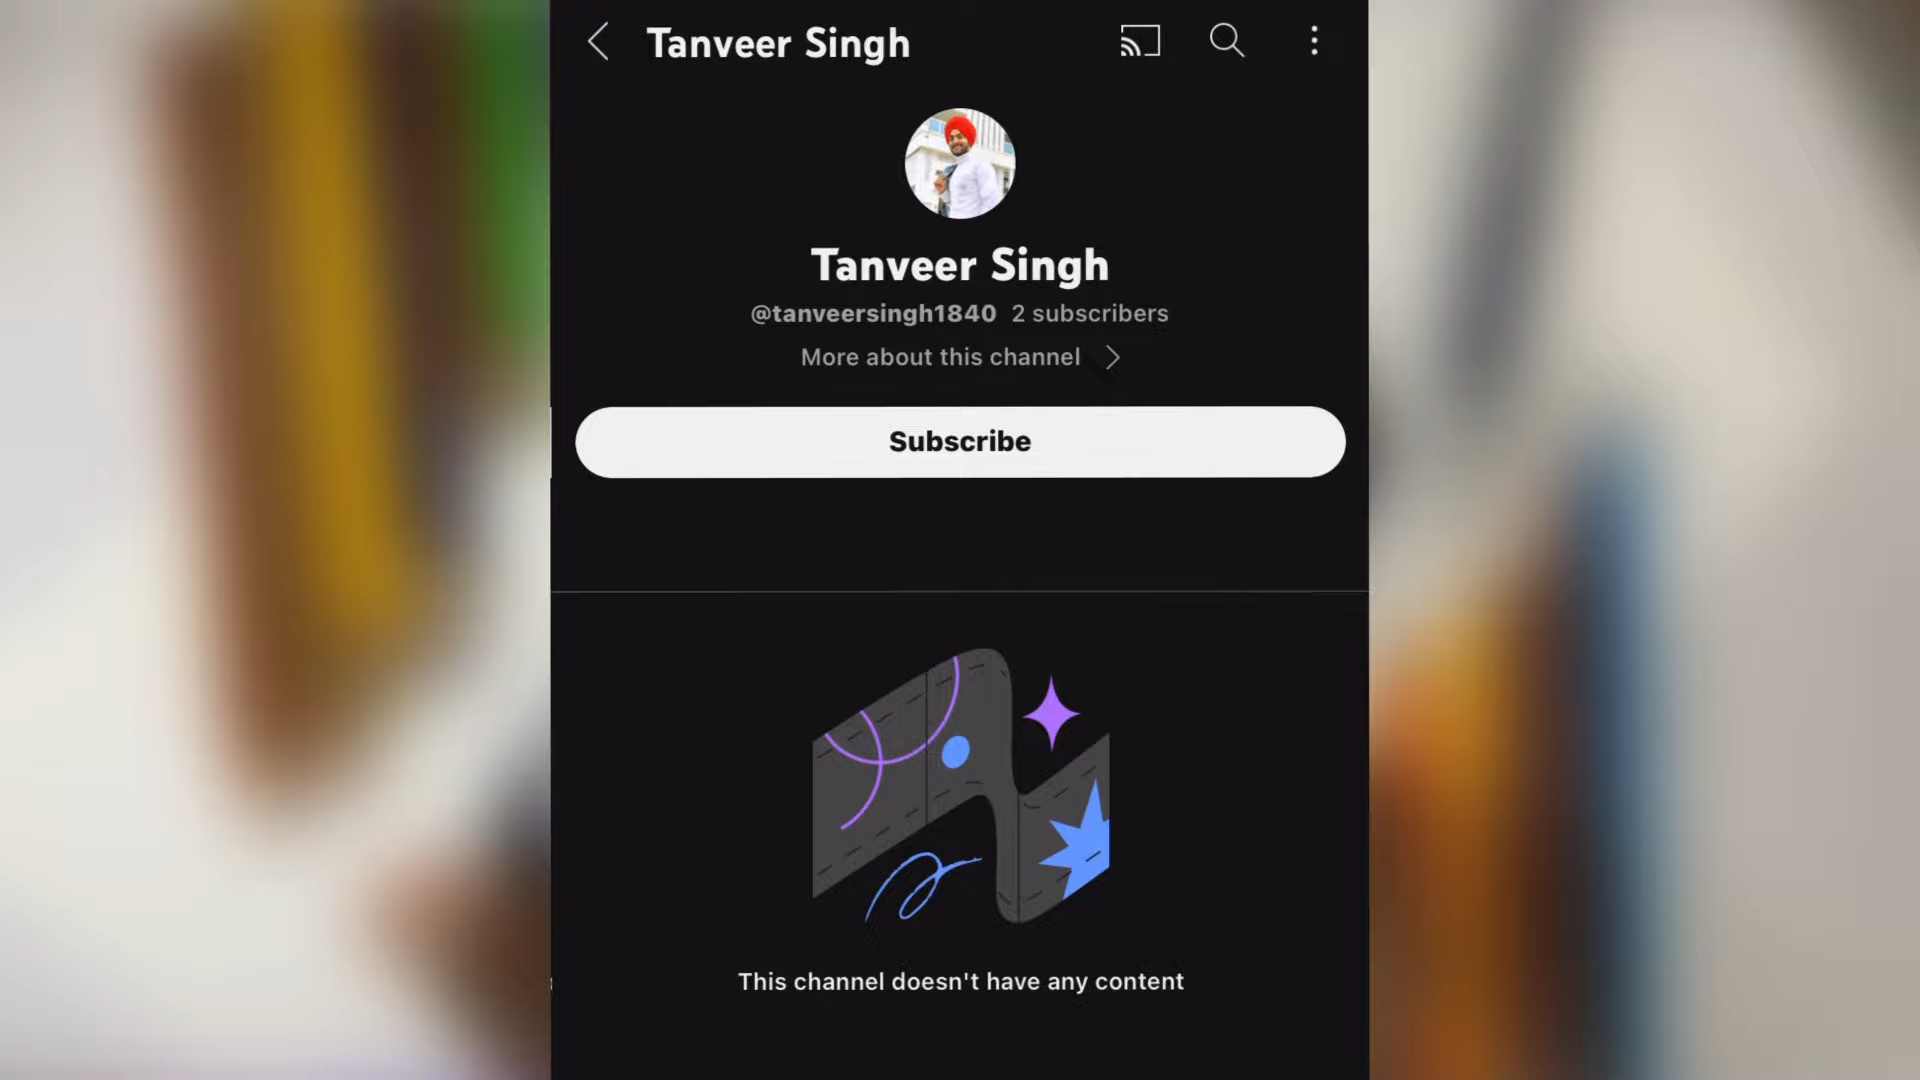 Tanveer Singh
Tanveer Singh
@tanveersingh1840 2 subscribers
More about this channel
Subscribe
This channel doesn't have any content